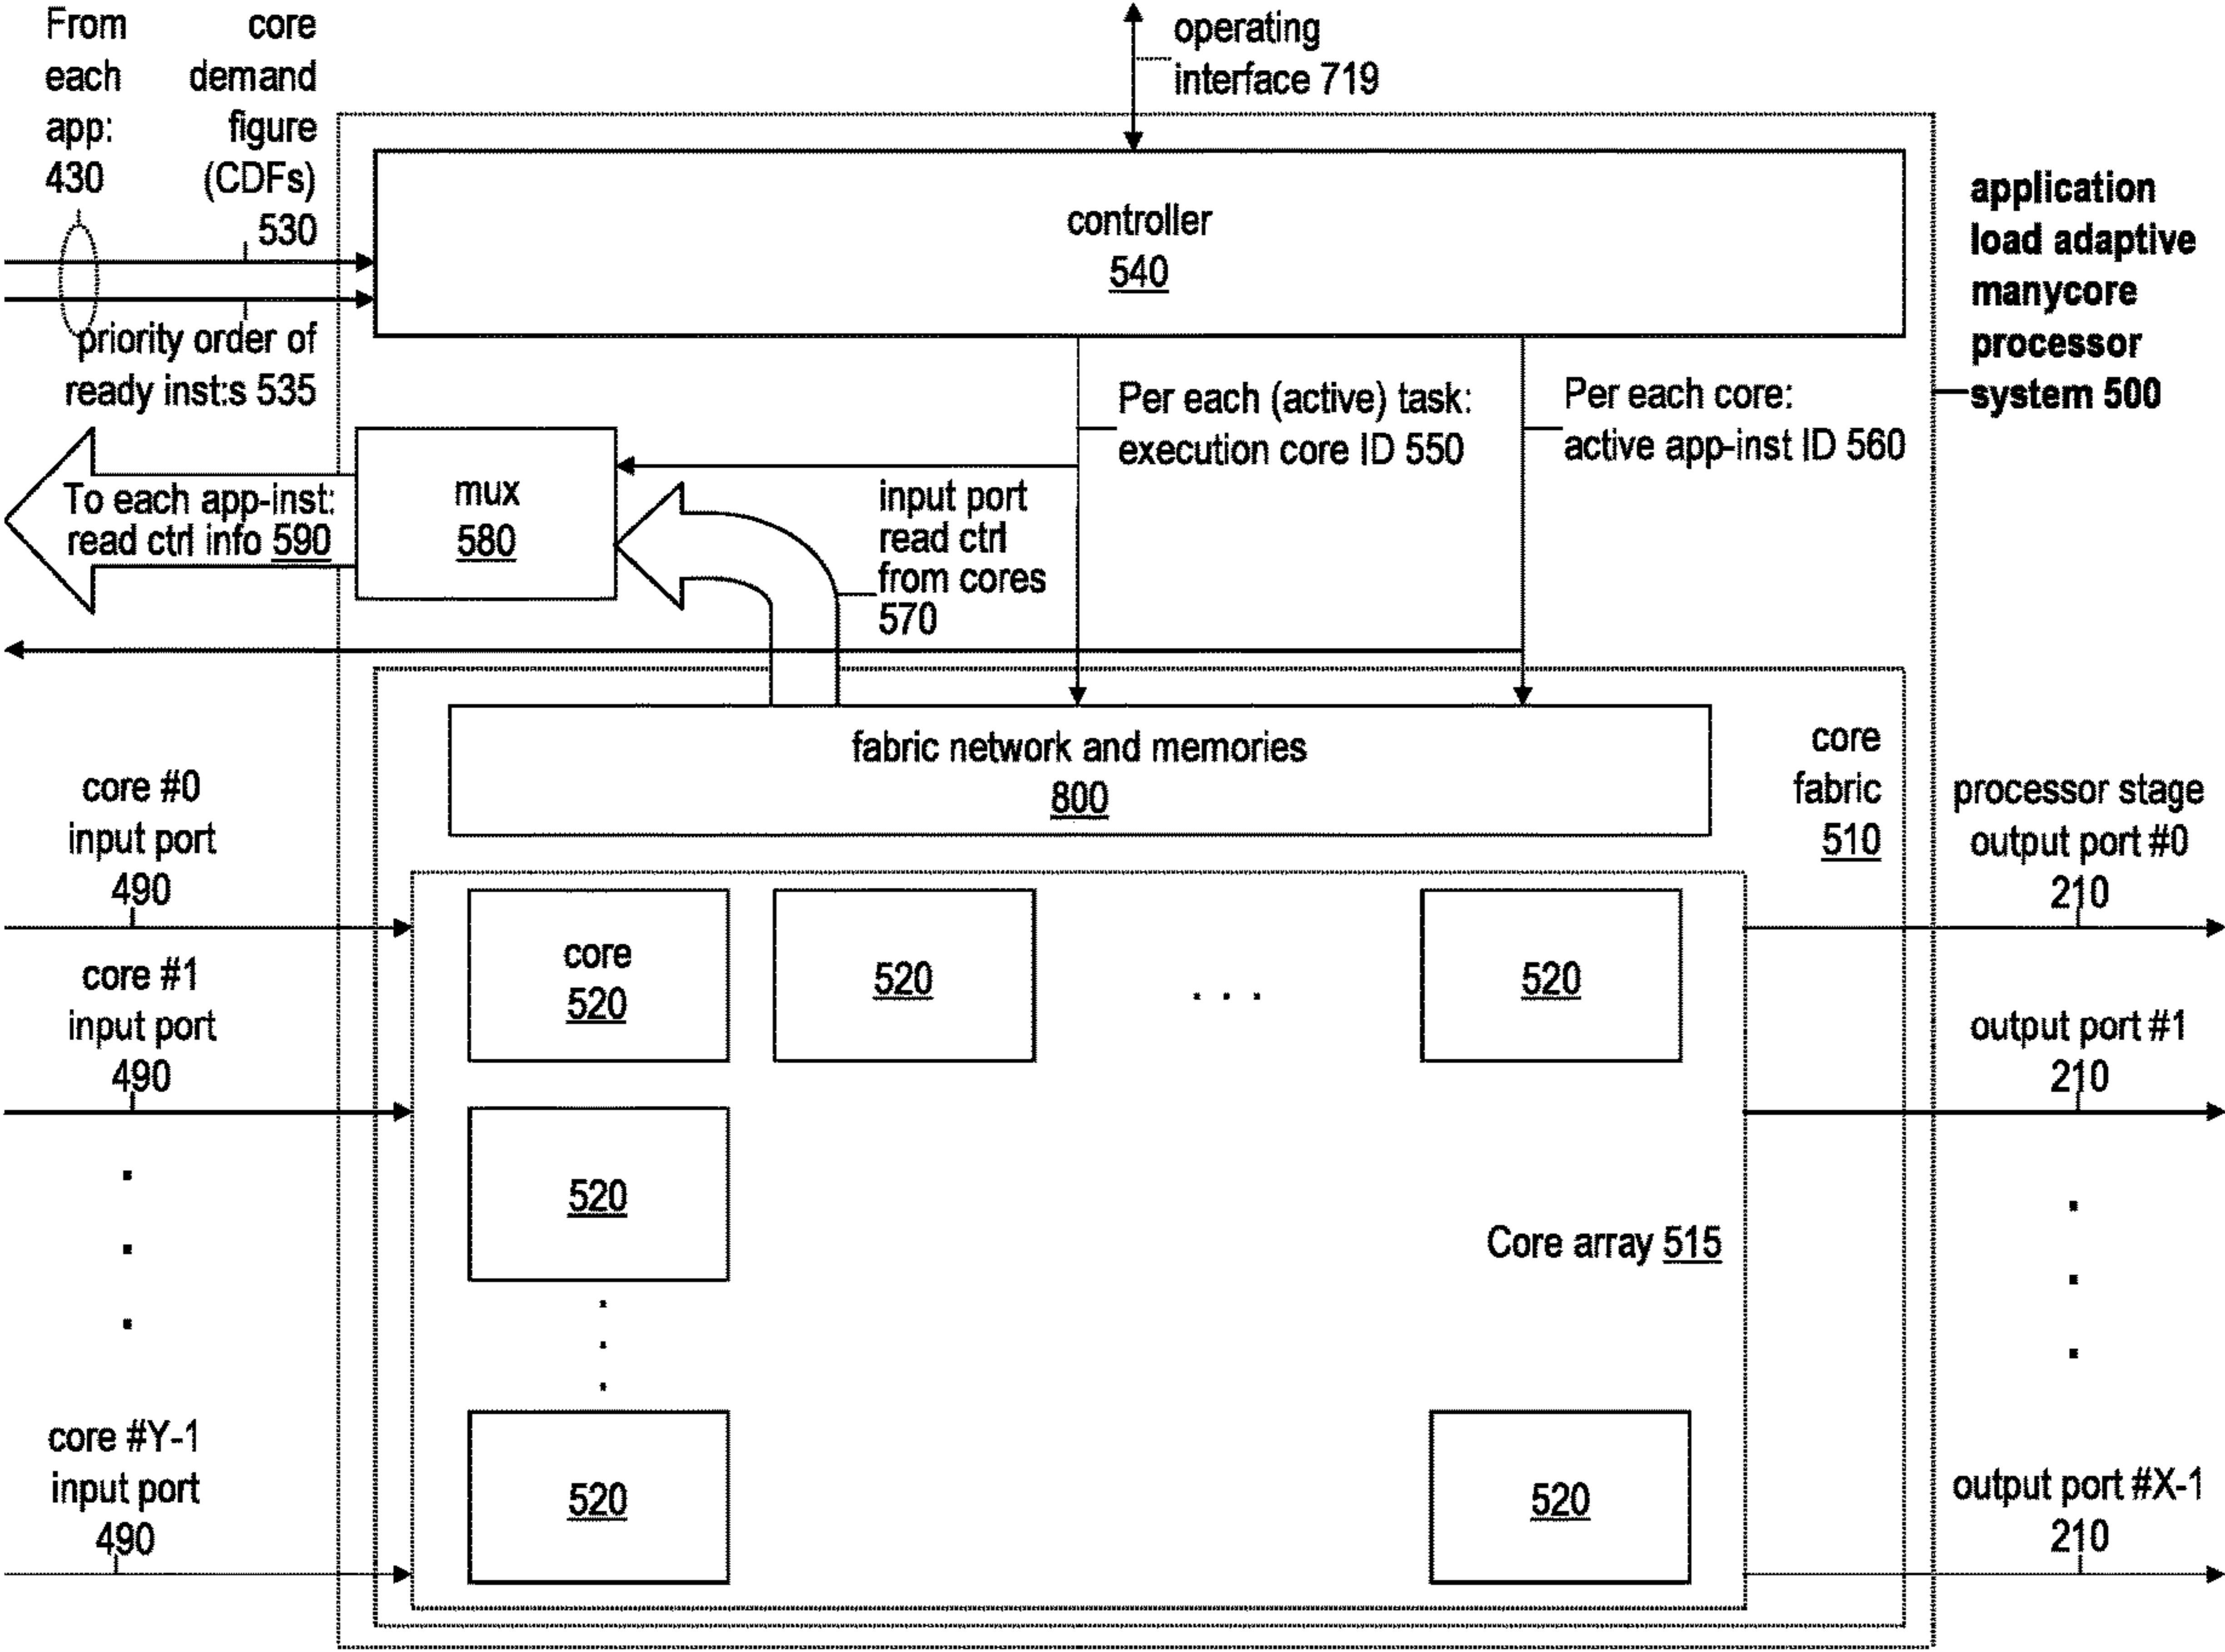 From
each
app:
430
core
demand
figure
(CDFs)
530
priority order of
ready inst:s 535
operating
interface 719
controller
540
application
load adaptive
manycore
processor
system 500
Per each (active) task:
execution core ID 550
Per each core:
active app-inst ID 560
To each app-inst:
read ctrl info 590
mux
580
input port
read ctrl
from cores
570
fabric network and memories
800
core
fabric
510
core #0
input port
490
core #1
input port
490
.
.
.
core #Y-1
input port
490
core
520
520
. . .
520
520
.
.
.
520
520
Core array 515
processor stage
output port #0
210
output port #1
210
.
.
.
output port #X-1
210